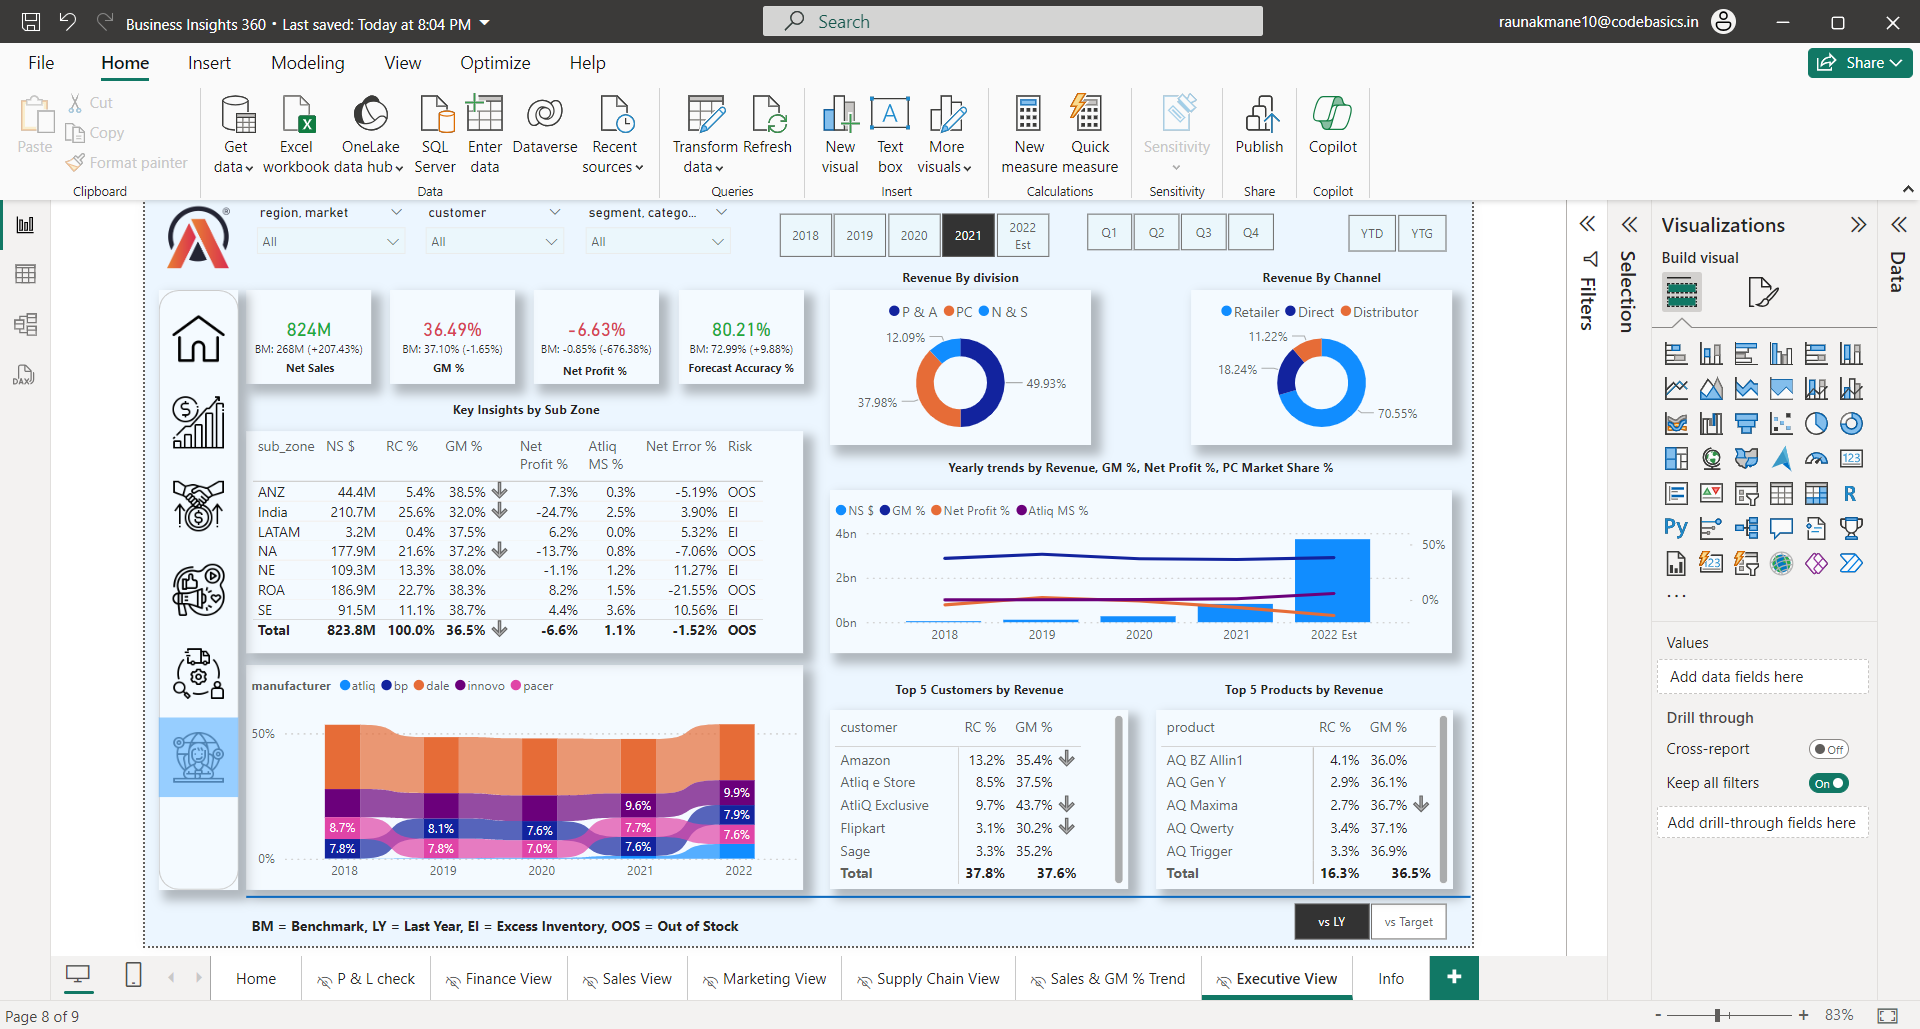 Business Insights 360 • Last saved: Today at 8:04 PM
Search
raunakmane10@codebasics.in
File Home Insert Modeling View Optimize Help
Share
Paste
Cut
Copy
Format painter
Clipboard
Get data
Excel workbook
OneLake data hub
SQL Server
Enter data
Dataverse
Recent sources
Data
Transform data
Refresh
Queries
New visual
Text box
More visuals
Insert
New measure
Quick measure
Calculations
Sensitivity
Sensitivity
Publish
Share
Copilot
Copilot
region, market
All
customer
All
segment, catego...
All
2018 2019 2020 2021 2022 Est
Q1 Q2 Q3 Q4
YTD YTG
824M
BM: 268M (+207.43%)
Net Sales
36.49%
BM: 37.10% (-1.65%)
GM %
-6.63%
BM: -0.85% (-676.38%)
Net Profit %
80.21%
BM: 72.99% (+9.88%)
Forecast Accuracy %
Revenue By division
P & A PC N & S
12.09%
49.93%
37.98%
Revenue By Channel
Retailer Direct Distributor
11.22%
18.24%
70.55%
Key Insights by Sub Zone
sub_zone NS $ RC % GM % Net Profit % Atliq MS % Net Error % Risk
ANZ 44.4M 5.4% 38.5% 7.3% 0.3% -5.19% OOS
India 210.7M 25.6% 32.0% -24.7% 2.5% 3.90% EI
LATAM 3.2M 0.4% 37.5% 6.2% 0.0% 5.32% EI
NA 177.9M 21.6% 37.2% -13.7% 0.8% -7.06% OOS
NE 109.3M 13.3% 38.0% -1.1% 1.2% 11.27% EI
ROA 186.9M 22.7% 38.3% 8.2% 1.5% -21.55% OOS
SE 91.5M 11.1% 38.7% 4.4% 3.6% 10.56% EI
Total 823.8M 100.0% 36.5% -6.6% 1.1% -1.52% OOS
Yearly trends by Revenue, GM %, Net Profit %, PC Market Share %
NS $ GM % Net Profit % Atliq MS %
4bn
2bn
0bn
50%
0%
2018 2019 2020 2021 2022 Est
manufacturer atliq bp dale innovo pacer
50%
0%
8.7%
7.8%
8.1%
7.8%
7.6%
7.0%
9.6%
7.7%
7.6%
9.9%
7.9%
7.6%
2018 2019 2020 2021 2022
Top 5 Customers by Revenue
customer RC % GM %
Amazon 13.2% 35.4%
Atliq e Store 8.5% 37.5%
AtliQ Exclusive 9.7% 43.7%
Flipkart 3.1% 30.2%
Sage 3.3% 35.2%
Total 37.8% 37.6%
Top 5 Products by Revenue
product RC % GM %
AQ BZ Allin1 4.1% 36.0%
AQ Gen Y 2.9% 36.1%
AQ Maxima 2.7% 36.7%
AQ Qwerty 3.4% 37.1%
AQ Trigger 3.3% 36.9%
Total 16.3% 36.5%
BM = Benchmark, LY = Last Year, EI = Excess Inventory, OOS = Out of Stock
vs LY vs Target
Filters
Selection
Visualizations
Build visual
123
R
Py
123
...
Values
Add data fields here
Drill through
Cross-report Off
Keep all filters On
Add drill-through fields here
Data
DAX
Home P & L check Finance View Sales View Marketing View Supply Chain View Sales & GM % Trend Executive View Info
+
Page 8 of 9
- + 83%